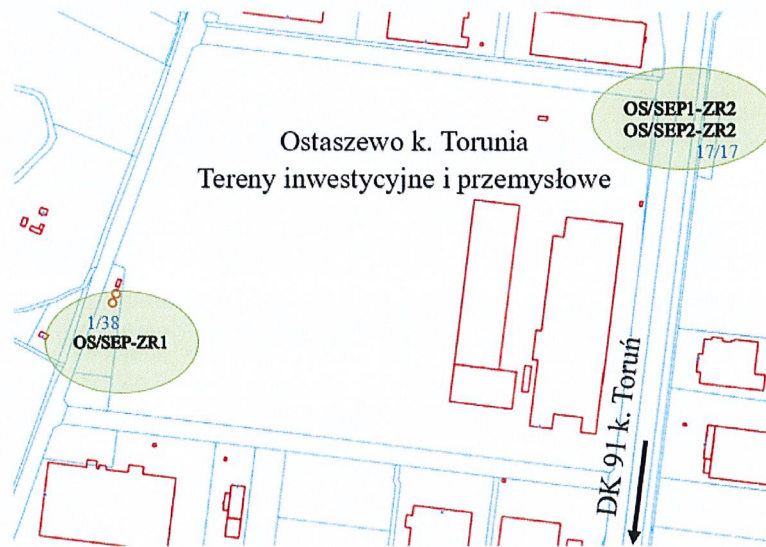 OS/SEP1-ZR2
OS/SEP2-ZR2
17/17
Ostaszewo k. Torunia
Tereny inwestycyjne i przemysłowe
1/38
OS/SEP-ZR1
DK 91 k. Toruń